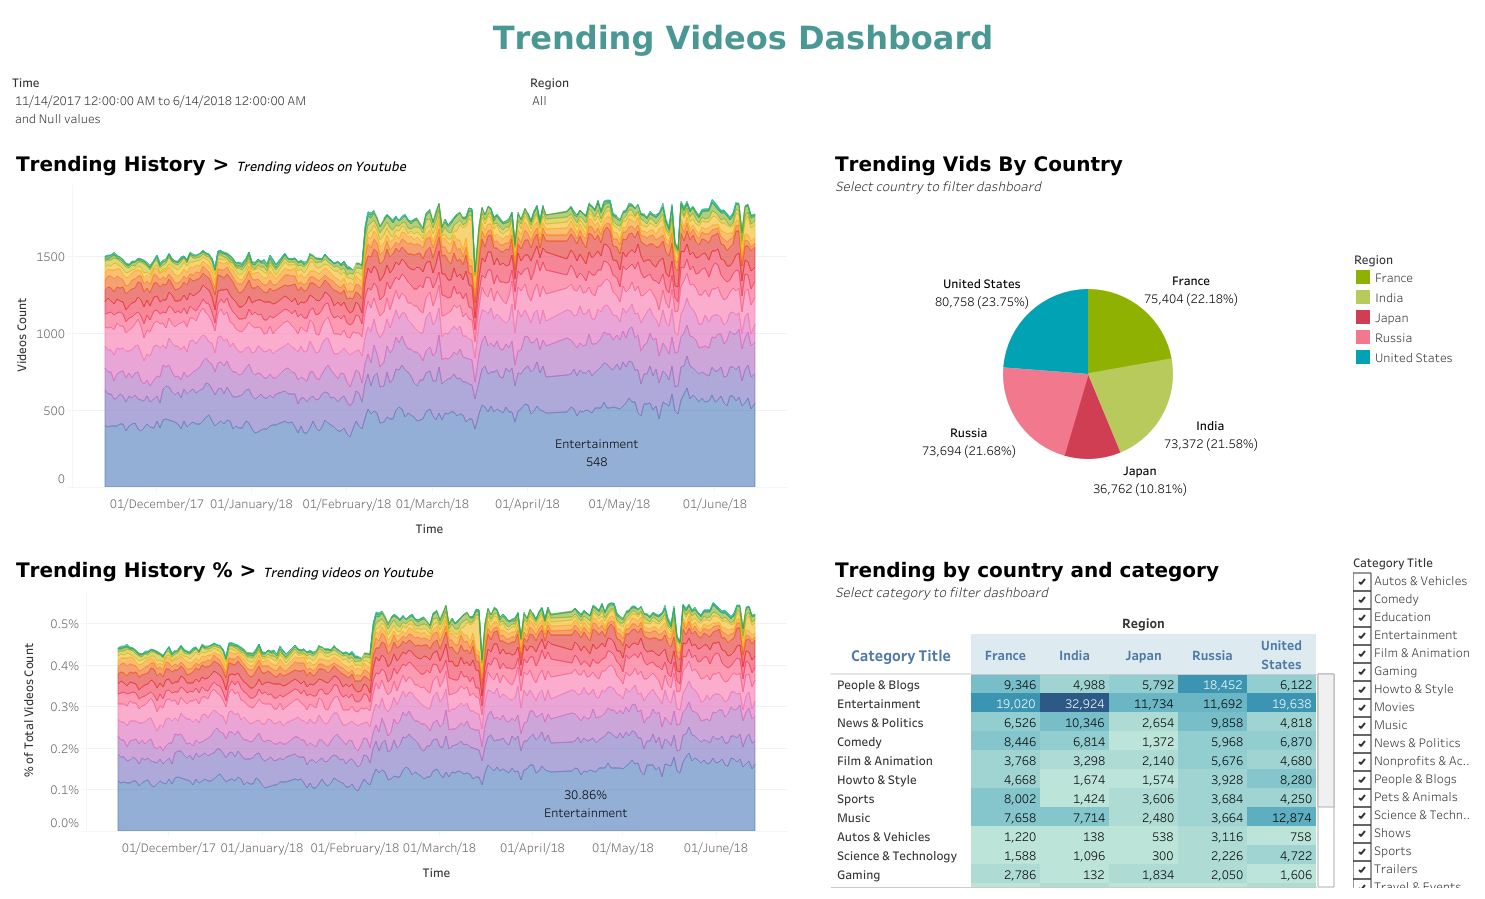 Trending Videos Dashboard
Time
11/14/2017 12:00:00 AM to 6/14/2018 12:00:00 AM
and Null values
Region
All
Trending History > Trending videos on Youtube
Videos Count
1500
1000
500
0
Entertainment
548
01/December/17 01/January/18 01/February/18 01/March/18 01/April/18 01/May/18 01/June/18
Time
Trending Vids By Country
Select country to filter dashboard
United States
80,758 (23.75%)
France
75,404 (22.18%)
Russia
73,694 (21.68%)
India
73,372 (21.58%)
Japan
36,762 (10.81%)
Region
France
India
Japan
Russia
United States
Trending History % > Trending videos on Youtube
% of Total Videos Count
0.5%
0.4%
0.3%
0.2%
0.1%
0.0%
30.86%
Entertainment
01/December/17 01/January/18 01/February/18 01/March/18 01/April/18 01/May/18 01/June/18
Time
Trending by country and category
Select category to filter dashboard
Region
Category Title France India Japan Russia United States
People & Blogs 9,346 4,988 5,792 18,452 6,122
Entertainment 19,020 32,924 11,734 11,692 19,638
News & Politics 6,526 10,346 2,654 9,858 4,818
Comedy 8,446 6,814 1,372 5,968 6,870
Film & Animation 3,768 3,298 2,140 5,676 4,680
Howto & Style 4,668 1,674 1,574 3,928 8,280
Sports 8,002 1,424 3,606 3,684 4,250
Music 7,658 7,714 2,480 3,664 12,874
Autos & Vehicles 1,220 138 538 3,116 758
Science & Technology 1,588 1,096 300 2,226 4,722
Gaming 2,786 132 1,834 2,050 1,606
Category Title
Autos & Vehicles
Comedy
Education
Entertainment
Film & Animation
Gaming
Howto & Style
Movies
Music
News & Politics
Nonprofits & Ac..
People & Blogs
Pets & Animals
Science & Techn..
Shows
Sports
Trailers
Travel & Events